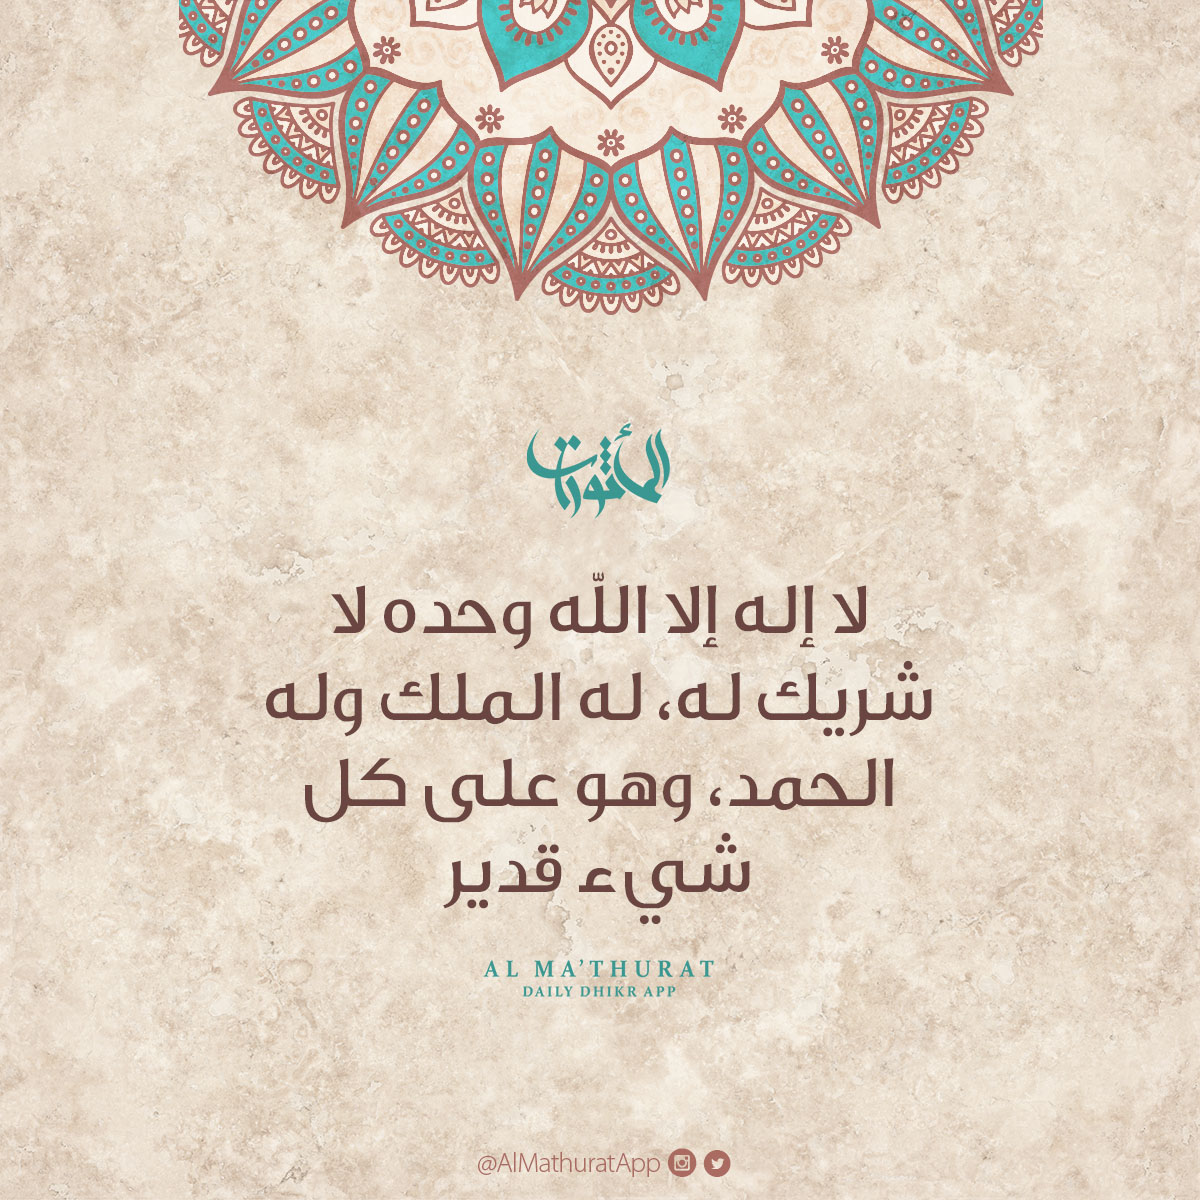 المأثورات
لا إله إلا اللّه وحده لا
شريك له، له الملك وله
الحمد، وهو على كل
شيء قدير
AL MA’THURAT
DAILY DHIKR APP
@AlMathuratApp